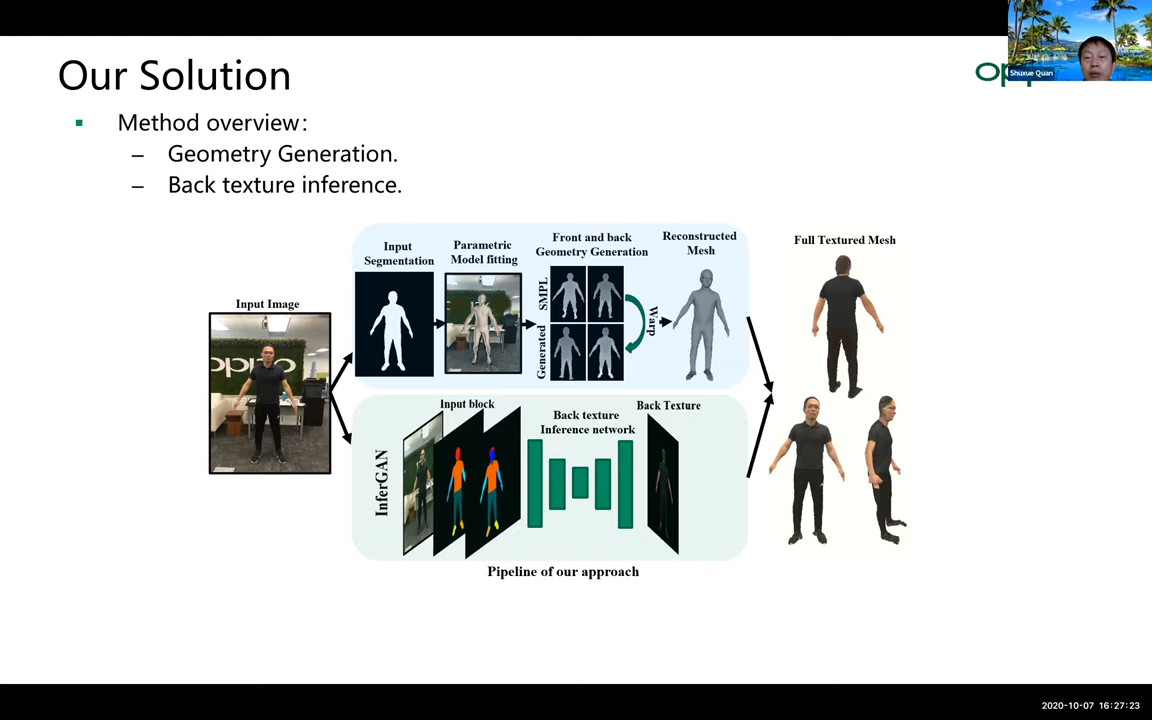 Our Solution
Shuxue Quan
▪ Method overview:
– Geometry Generation.
– Back texture inference.
Input Image
oppo
Input
Segmentation
Parametric
Model fitting
Front and back
Geometry Generation
SMPL
Generated
Warp
Reconstructed
Mesh
InferGAN
Input block
Back texture
Inference network
Back Texture
Full Textured Mesh
Pipeline of our approach
2020-10-07 16:27:23